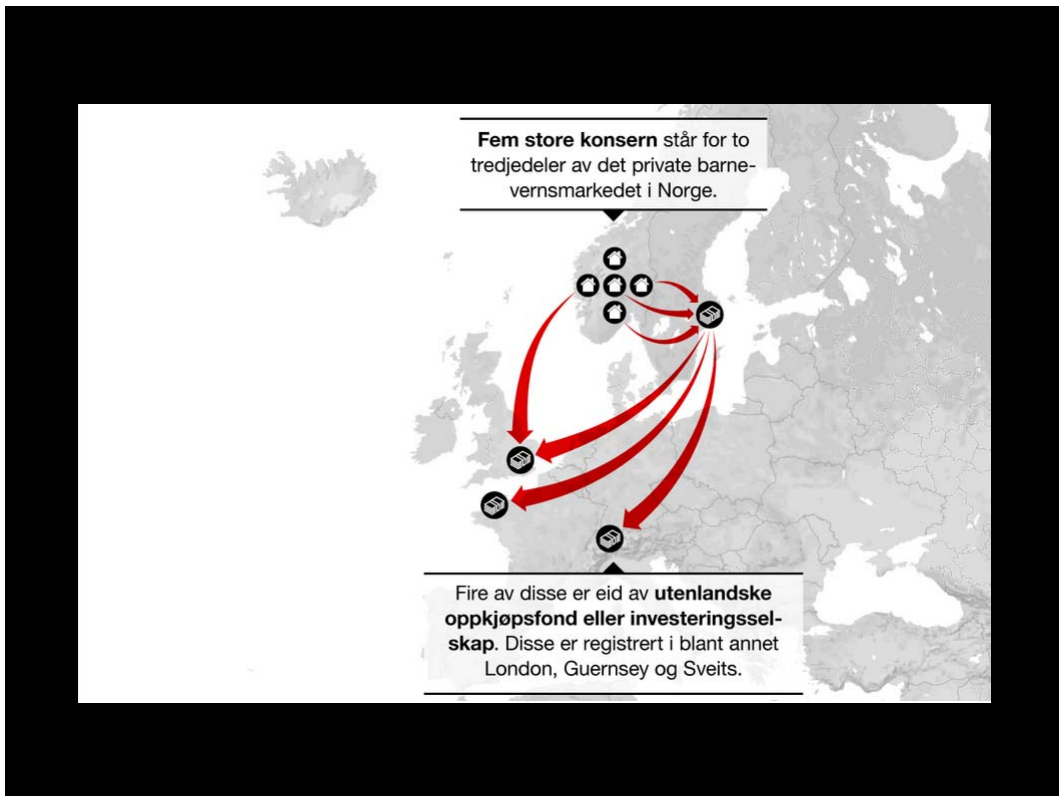 Fem store konsern står for to
tredjedeler av det private barne-
vernsmarkedet i Norge.
Fire av disse er eid av utenlandske
oppkjøpsfond eller investeringssel-
skap. Disse er registrert i blant annet
London, Guernsey og Sveits.